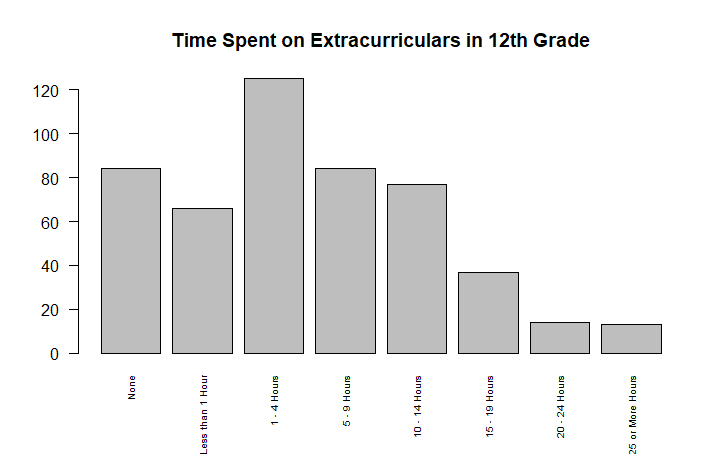 Time Spent on Extracurriculars in 12th Grade
120
100
80
60
40
20
0
None
Less than 1 Hour
1 - 4 Hours
5 - 9 Hours
10 - 14 Hours
15 - 19 Hours
20 - 24 Hours
25 or More Hours